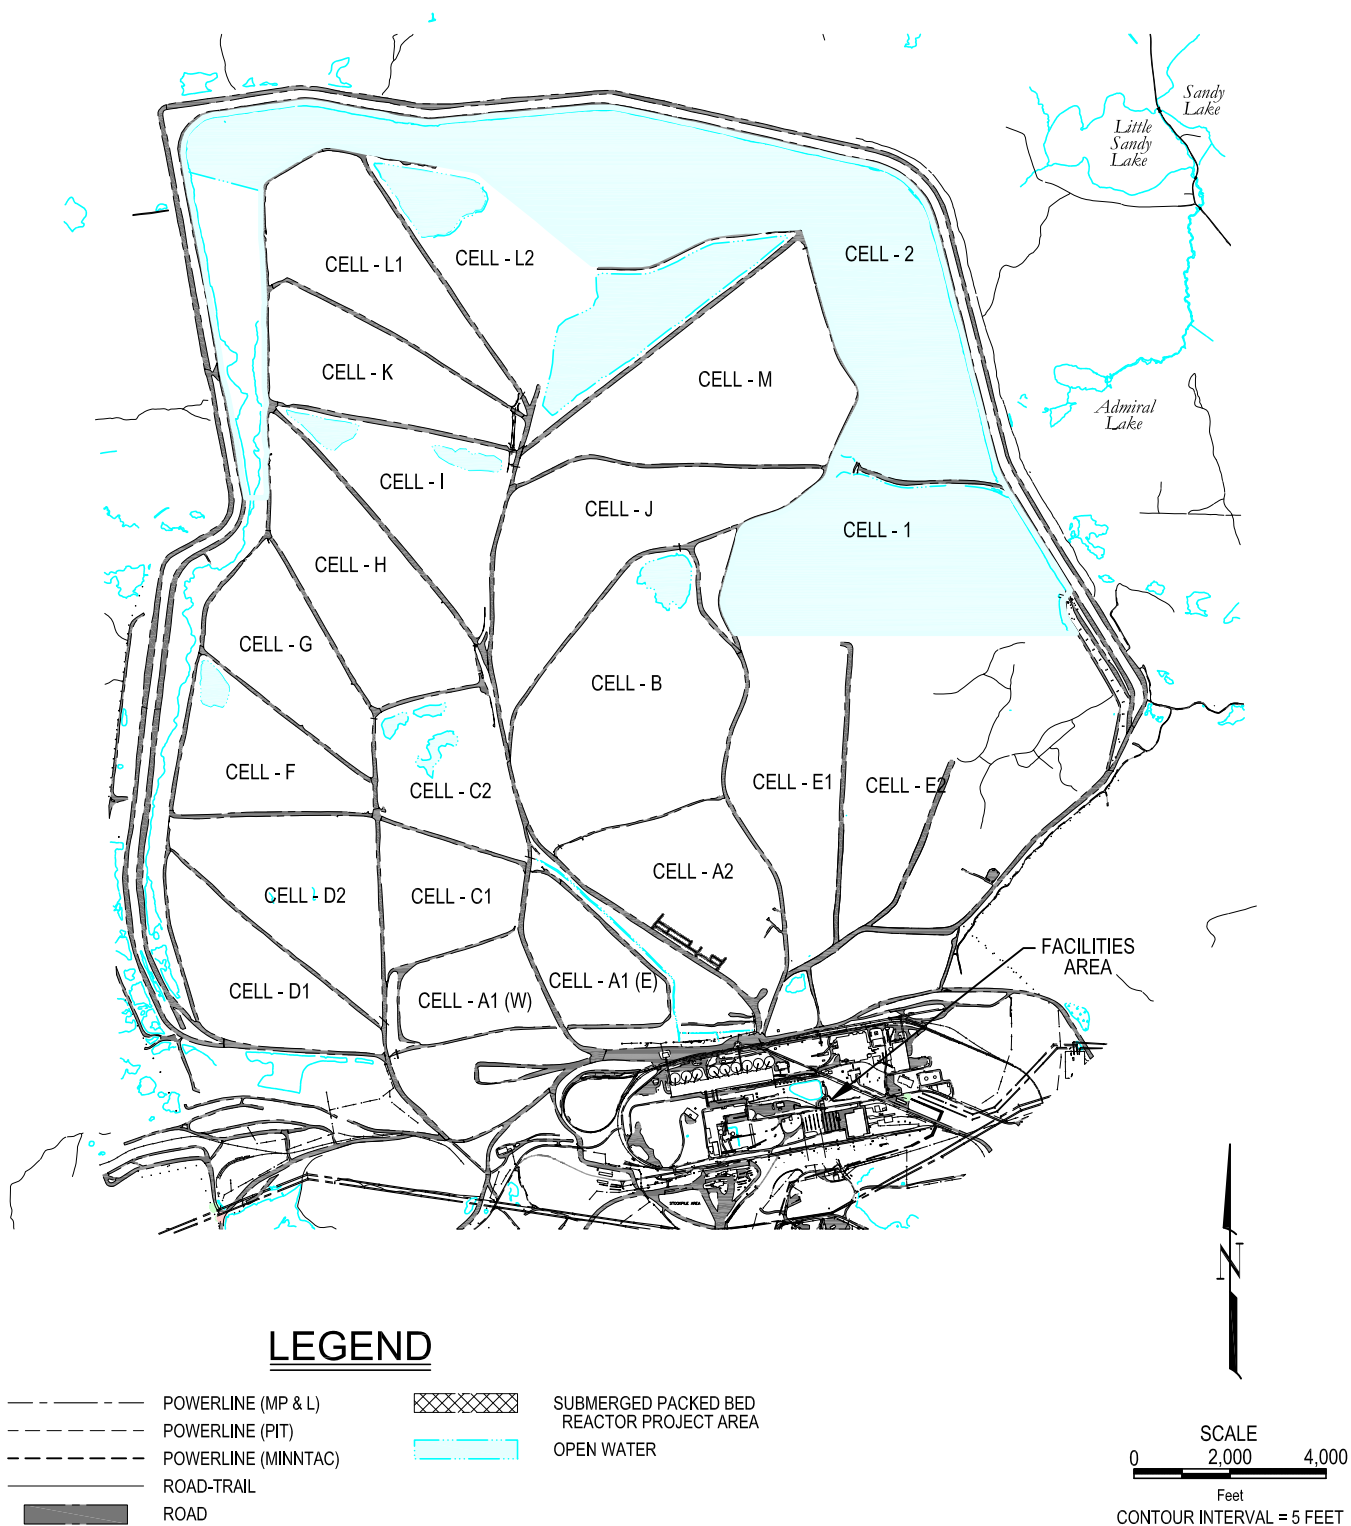 Sandy
Lake
Little
Sandy
Lake
CELL - L1
CELL - L2
CELL - 2
CELL - K
CELL - M
Admiral
Lake
CELL - I
CELL - J
CELL - 1
CELL - H
CELL - G
CELL - B
CELL - F
CELL - C2
CELL - E1
CELL - E2
CELL - A2
CELL - D2
CELL - C1
FACILITIES
AREA
CELL - D1
CELL - A1 (W)
CELL - A1 (E)
STOCKPILE AREA
N
LEGEND
POWERLINE (MP & L)
POWERLINE (PIT)
POWERLINE (MINNTAC)
ROAD-TRAIL
ROAD
SUBMERGED PACKED BED
REACTOR PROJECT AREA
OPEN WATER
SCALE
0 2,000 4,000
Feet
CONTOUR INTERVAL = 5 FEET